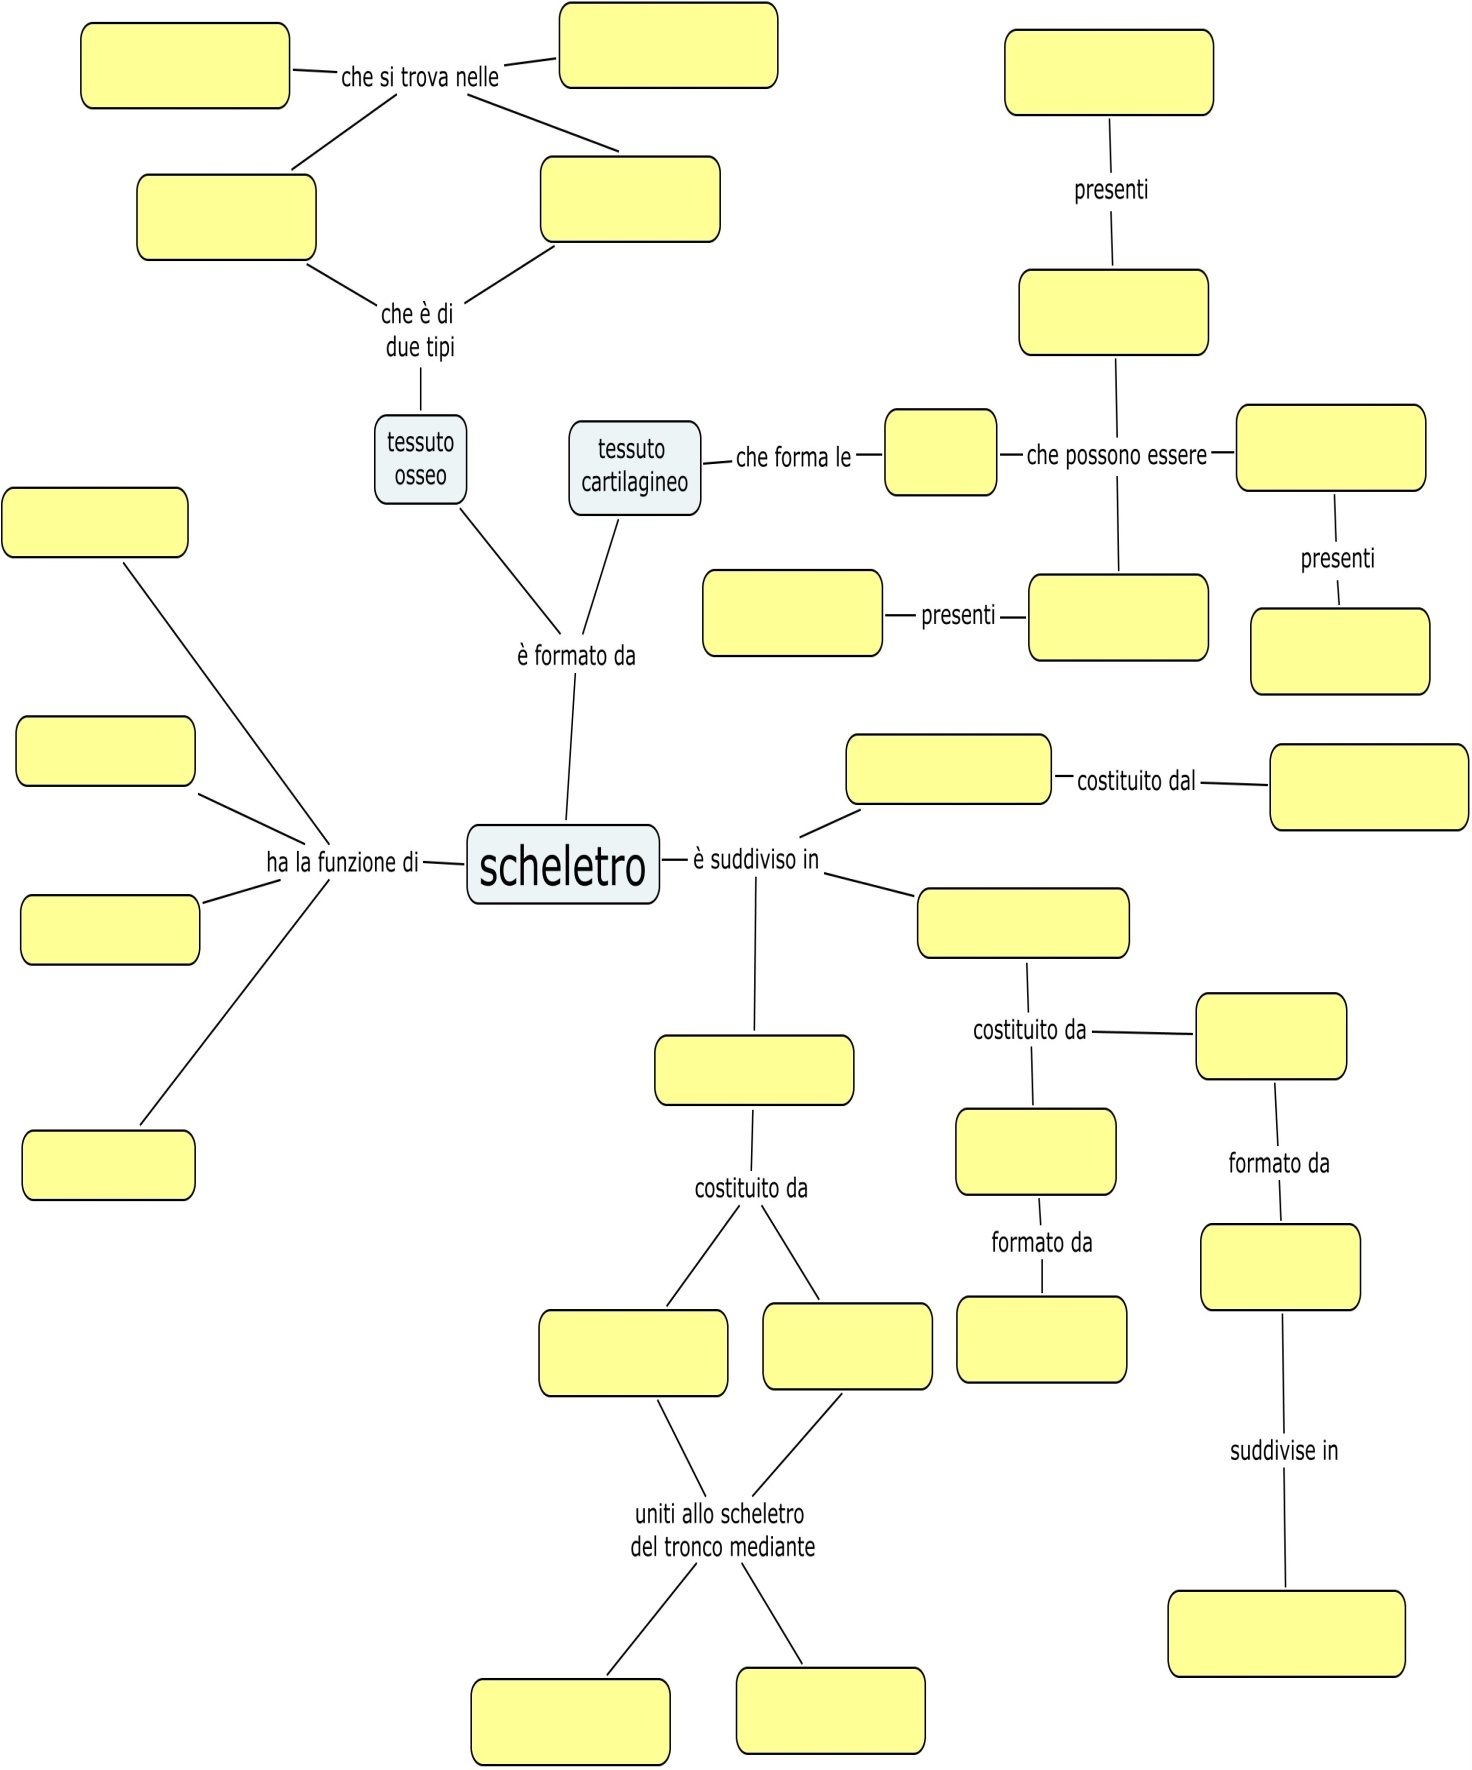 che si trova nelle
presenti
che è di
due tipi
tessuto
osseo
tessuto
cartilagineo
che forma le
che possono essere
presenti
presenti
è formato da
costituito dal
ha la funzione di
scheletro
è suddiviso in
costituito da
formato da
costituito da
formato da
suddivise in
uniti allo scheletro
del tronco mediante